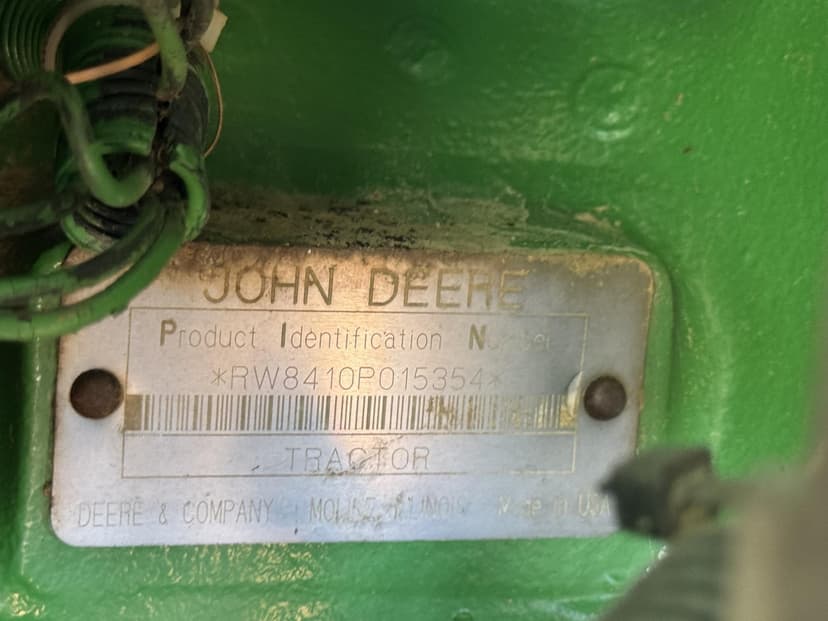 JOHN DEERE
Product Identification Number
*RW8410P015354*
TRACTOR
DEERE & COMPANY MOLINE, ILLINOIS Made in USA